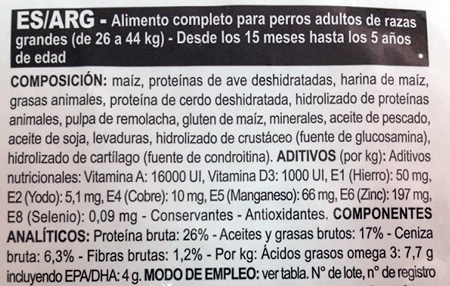 ES/ARG - Alimento completo para perros adultos de razas
grandes (de 26 a 44 kg) - Desde los 15 meses hasta los 5 años
de edad
COMPOSICIÓN: maíz, proteínas de ave deshidratadas, harina de maíz,
grasas animales, proteína de cerdo deshidratada, hidrolizado de proteínas
animales, pulpa de remolacha, gluten de maíz, minerales, aceite de pescado,
aceite de soja, levaduras, hidrolizado de crustáceo (fuente de glucosamina),
hidrolizado de cartílago (fuente de condroitina). ADITIVOS (por kg): Aditivos
nutricionales: Vitamina A: 16000 UI, Vitamina D3: 1000 UI, E1 (Hierro): 50 mg,
E2 (Yodo): 5,1 mg, E4 (Cobre): 10 mg, E5 (Manganeso): 66 mg, E6 (Zinc): 197 mg,
E8 (Selenio): 0,09 mg - Conservantes - Antioxidantes. COMPONENTES
ANALÍTICOS: Proteína bruta: 26% - Aceites y grasas brutos: 17% - Ceniza
bruta: 6,3% - Fibras brutas: 1,2% - Por kg: Ácidos grasos omega 3: 7,7 g
incluyendo EPA/DHA: 4 g. MODO DE EMPLEO: ver tabla. N° de lote, n° de registro